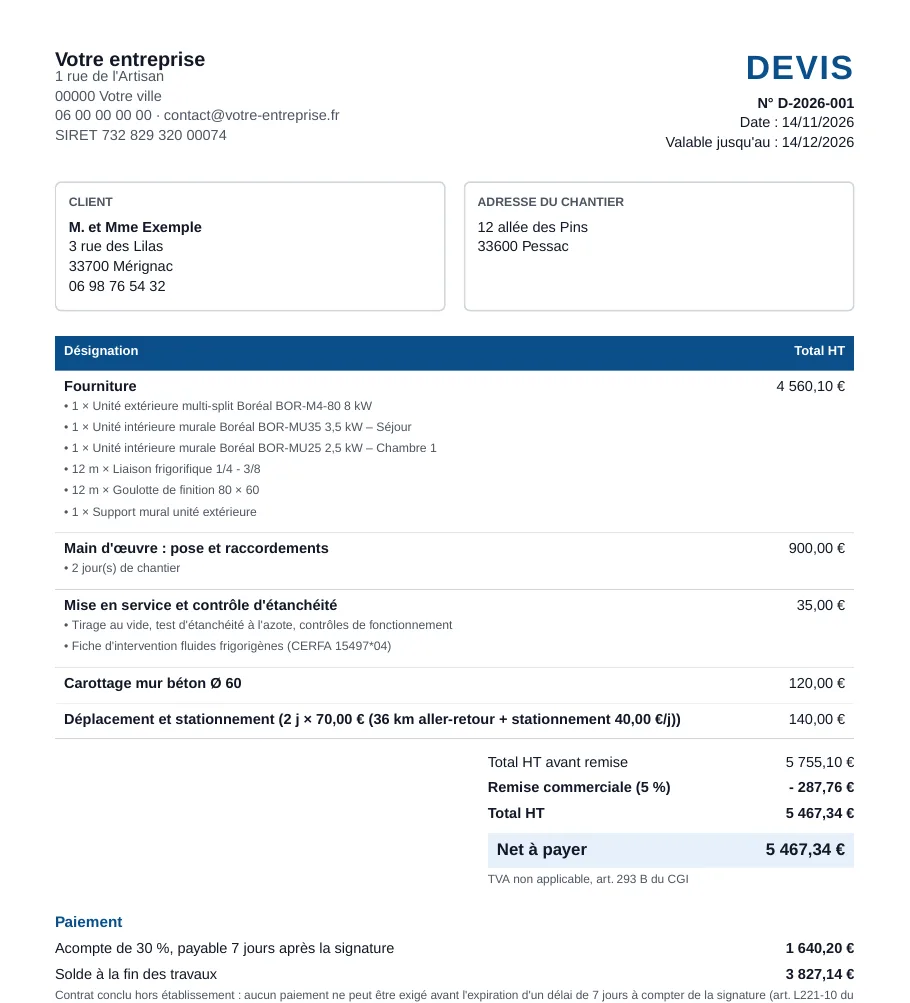 Votre entreprise
1 rue de l'Artisan
00000 Votre ville
06 00 00 00 00 · contact@votre-entreprise.fr
SIRET 732 829 320 00074
DEVIS
N° D-2026-001
Date : 14/11/2026
Valable jusqu'au : 14/12/2026
CLIENT
M. et Mme Exemple
3 rue des Lilas
33700 Mérignac
06 98 76 54 32
ADRESSE DU CHANTIER
12 allée des Pins
33600 Pessac
Désignation Total HT
Fourniture 4 560,10 €
• 1 × Unité extérieure multi-split Boréal BOR-M4-80 8 kW
• 1 × Unité intérieure murale Boréal BOR-MU35 3,5 kW – Séjour
• 1 × Unité intérieure murale Boréal BOR-MU25 2,5 kW – Chambre 1
• 12 m × Liaison frigorifique 1/4 - 3/8
• 12 m × Goulotte de finition 80 × 60
• 1 × Support mural unité extérieure
Main d'œuvre : pose et raccordements 900,00 €
• 2 jour(s) de chantier
Mise en service et contrôle d'étanchéité 35,00 €
• Tirage au vide, test d'étanchéité à l'azote, contrôles de fonctionnement
• Fiche d'intervention fluides frigorigènes (CERFA 15497*04)
Carottage mur béton Ø 60 120,00 €
Déplacement et stationnement (2 j × 70,00 € (36 km aller-retour + stationnement 40,00 €/j)) 140,00 €
Total HT avant remise 5 755,10 €
Remise commerciale (5 %) - 287,76 €
Total HT 5 467,34 €
Net à payer 5 467,34 €
TVA non applicable, art. 293 B du CGI
Paiement
Acompte de 30 %, payable 7 jours après la signature 1 640,20 €
Solde à la fin des travaux 3 827,14 €
Contrat conclu hors établissement : aucun paiement ne peut être exigé avant l'expiration d'un délai de 7 jours à compter de la signature (art. L221-10 du